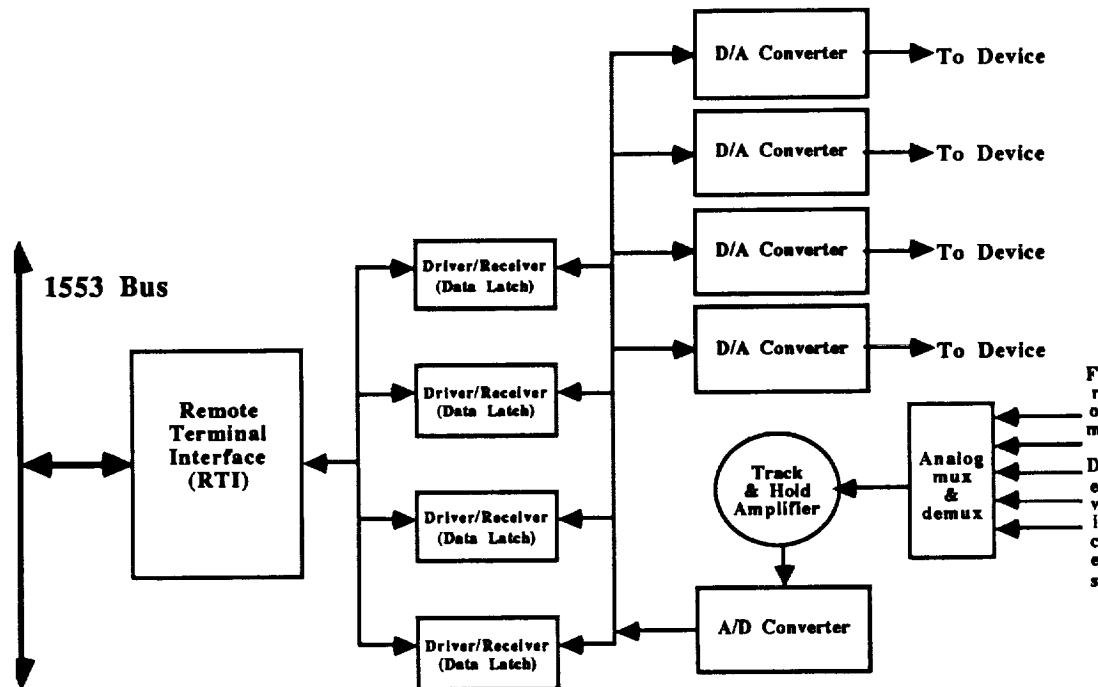 D/A Converter
To Device
D/A Converter
To Device
D/A Converter
To Device
D/A Converter
To Device
1553 Bus
Remote
Terminal
Interface
(RTI)
Driver/Receiver
(Data Latch)
Driver/Receiver
(Data Latch)
Driver/Receiver
(Data Latch)
Driver/Receiver
(Data Latch)
Track
& Hold
Amplifier
A/D Converter
Analog
mux
&
demux
From
Devices